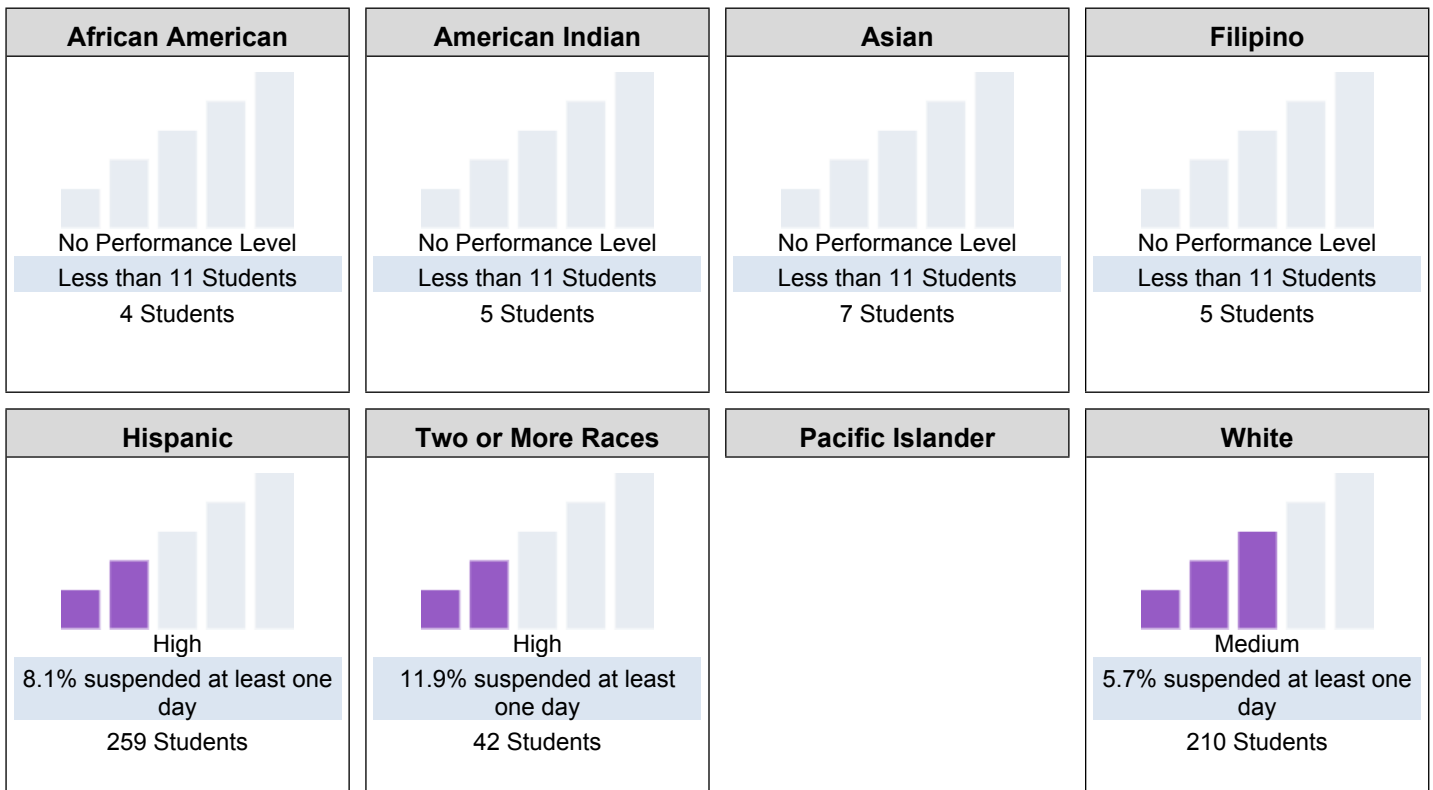 African American
No Performance Level
Less than 11 Students
4 Students
American Indian
No Performance Level
Less than 11 Students
5 Students
Asian
No Performance Level
Less than 11 Students
7 Students
Filipino
No Performance Level
Less than 11 Students
5 Students
Hispanic
High
8.1% suspended at least one
day
259 Students
Two or More Races
High
11.9% suspended at least
one day
42 Students
Pacific Islander
White
Medium
5.7% suspended at least one
day
210 Students